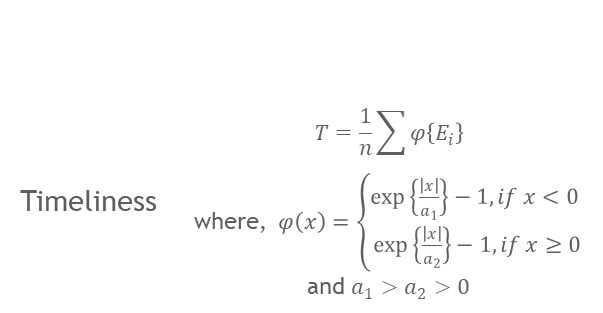 Timeliness
T = 1/n ∑ φ{E_i}
where, φ(x) = { exp {|x|/a_1} − 1, if x < 0
exp {|x|/a_2} − 1, if x ≥ 0
and a_1 > a_2 > 0